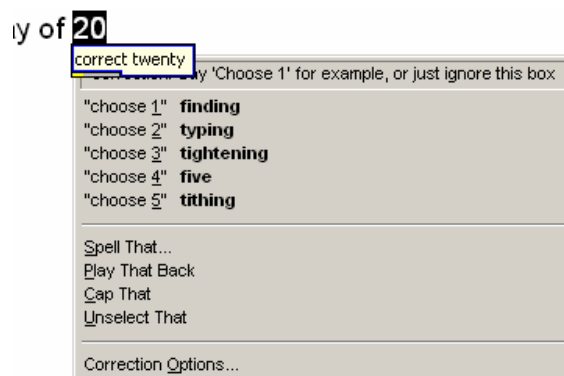 y of 20
correct twenty
ay 'Choose 1' for example, or just ignore this box
"choose 1" finding
"choose 2" typing
"choose 3" tightening
"choose 4" five
"choose 5" tithing
Spell That...
Play That Back
Cap That
Unselect That
Correction Options...